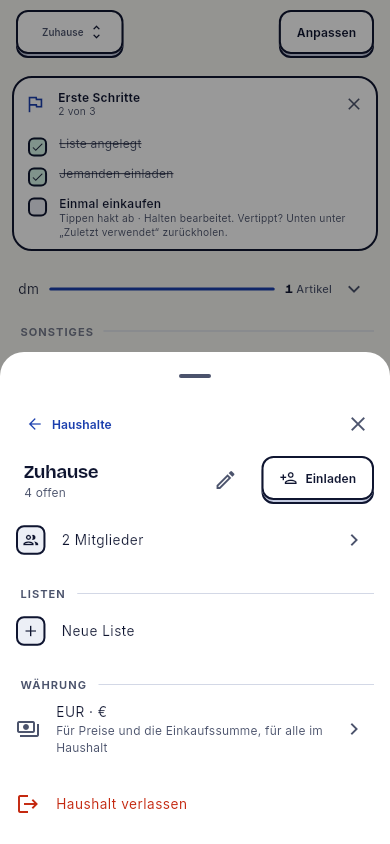 Zuhause
Anpassen
Erste Schritte
2 von 3
Liste angelegt
Jemanden einladen
Einmal einkaufen
Tippen hakt ab · Halten bearbeitet. Vertippt? Unten unter
„Zuletzt verwendet“ zurückholen.
dm
1 Artikel
SONSTIGES
Haushalte
Zuhause
4 offen
Einladen
2 Mitglieder
LISTEN
Neue Liste
WÄHRUNG
EUR · €
Für Preise und die Einkaufssumme, für alle im
Haushalt
Haushalt verlassen